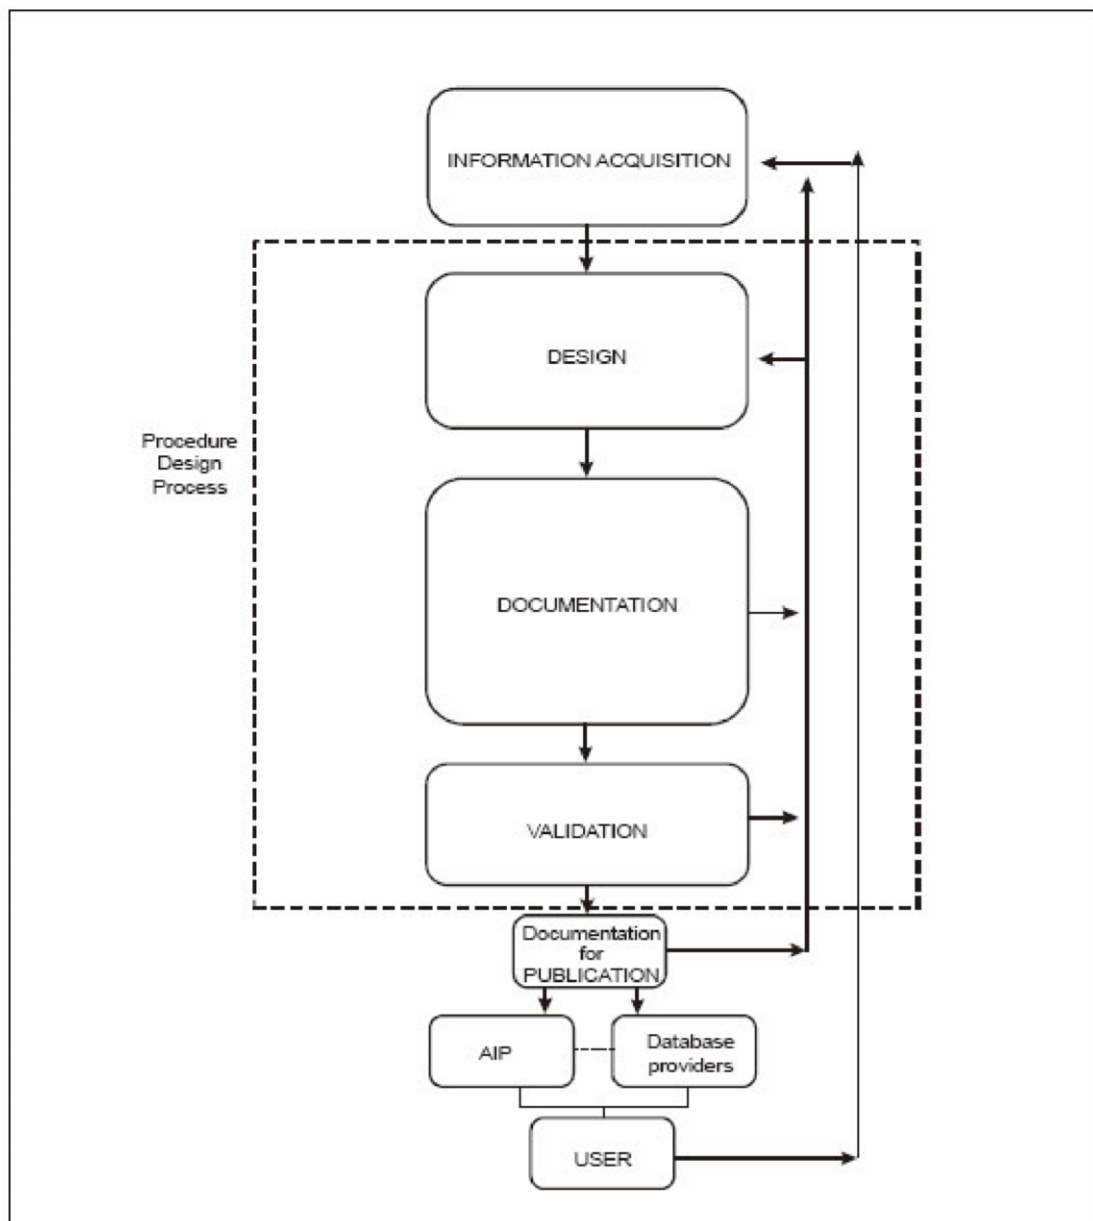 INFORMATION ACQUISITION
DESIGN
Procedure
Design
Process
DOCUMENTATION
VALIDATION
Documentation
for
PUBLICATION
AIP
Database
providers
USER